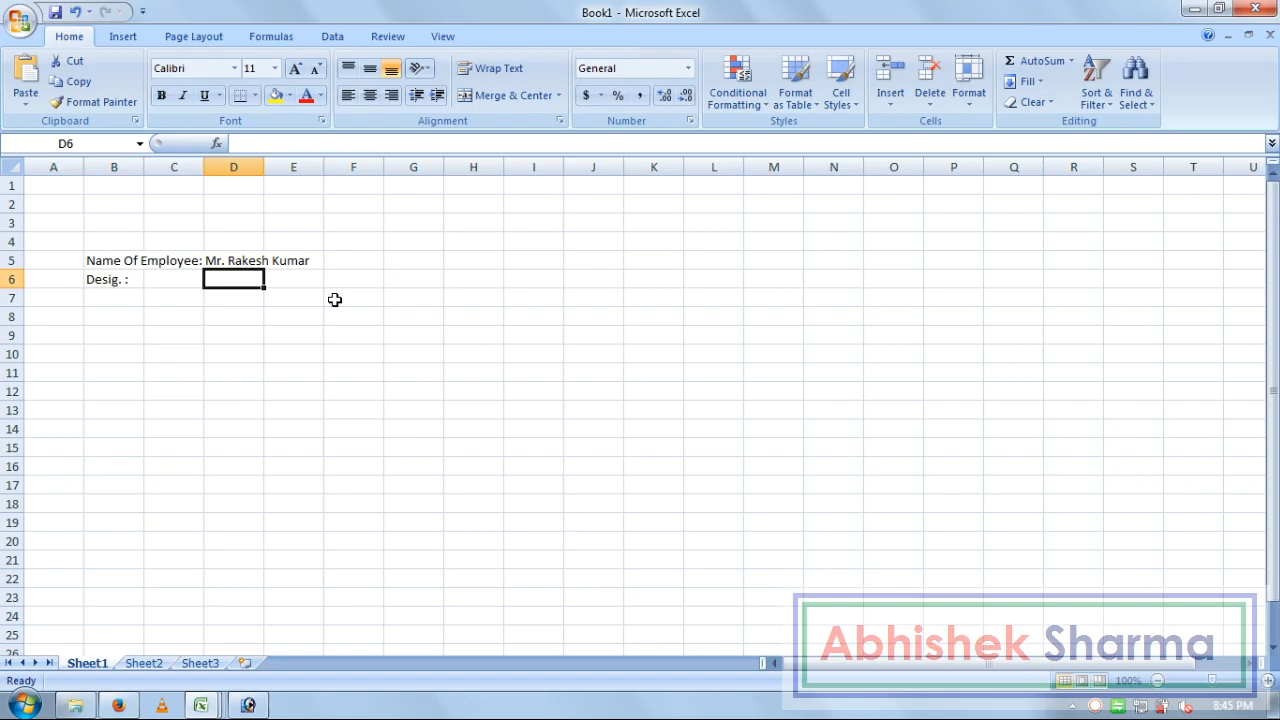 Book1 - Microsoft Excel
Home Insert Page Layout Formulas Data Review View
Paste
Cut
Copy
Format Painter
Clipboard
Calibri 11
B I U
Font
Wrap Text
Merge & Center
Alignment
General
$ % ,
Number
Conditional Formatting
Format as Table
Cell Styles
Styles
Insert Delete Format
Cells
Σ AutoSum
Fill
Clear
Sort & Filter
Find & Select
Editing
D6 fx
A B C D E F G H I J K L M N O P Q R S T U
1
2
3
4
5 Name Of Employee: Mr. Rakesh Kumar
6 Desig. :
7
8
9
10
11
12
13
14
15
16
17
18
19
20
21
22
23
24
25
26
Abhishek Sharma
Sheet1 Sheet2 Sheet3
Ready 100%
8:45 PM